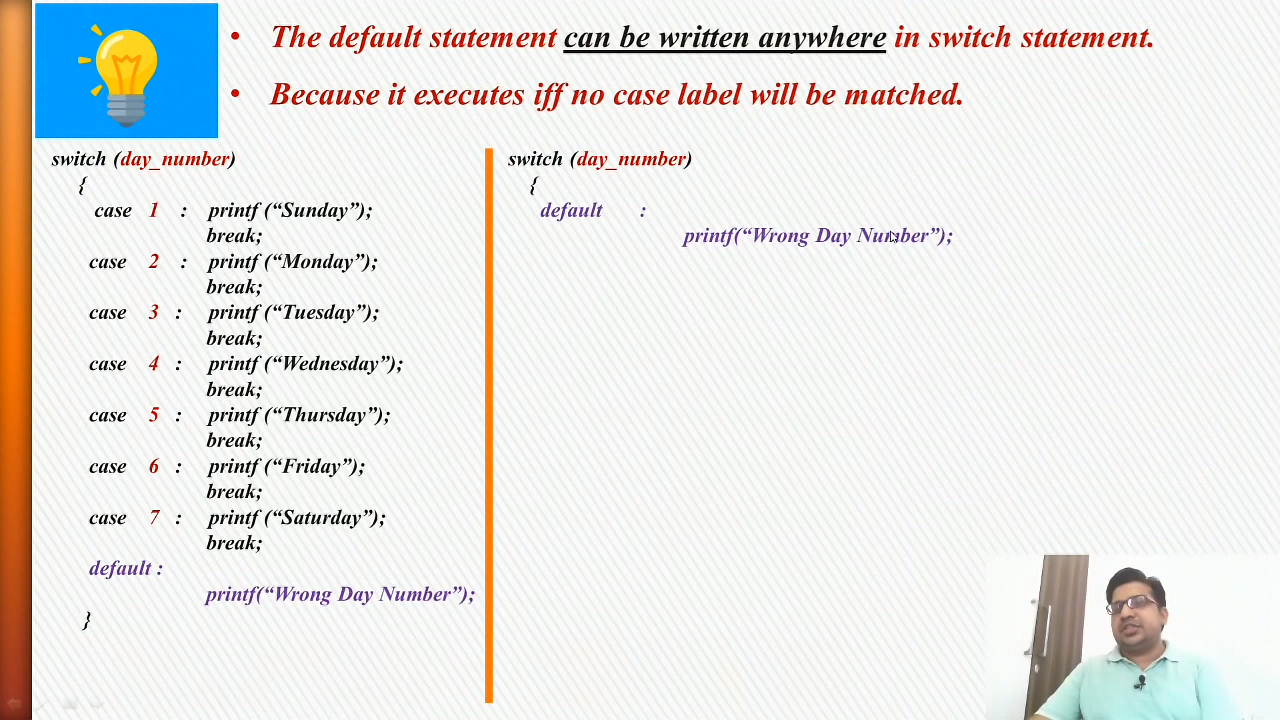 • The default statement can be written anywhere in switch statement.
• Because it executes iff no case label will be matched.
switch (day_number)
{
case 1 : printf (“Sunday”);
break;
case 2 : printf (“Monday”);
break;
case 3 : printf (“Tuesday”);
break;
case 4 : printf (“Wednesday”);
break;
case 5 : printf (“Thursday”);
break;
case 6 : printf (“Friday”);
break;
case 7 : printf (“Saturday”);
break;
default :
printf(“Wrong Day Number”);
}
switch (day_number)
{
default :
printf(“Wrong Day Number”);